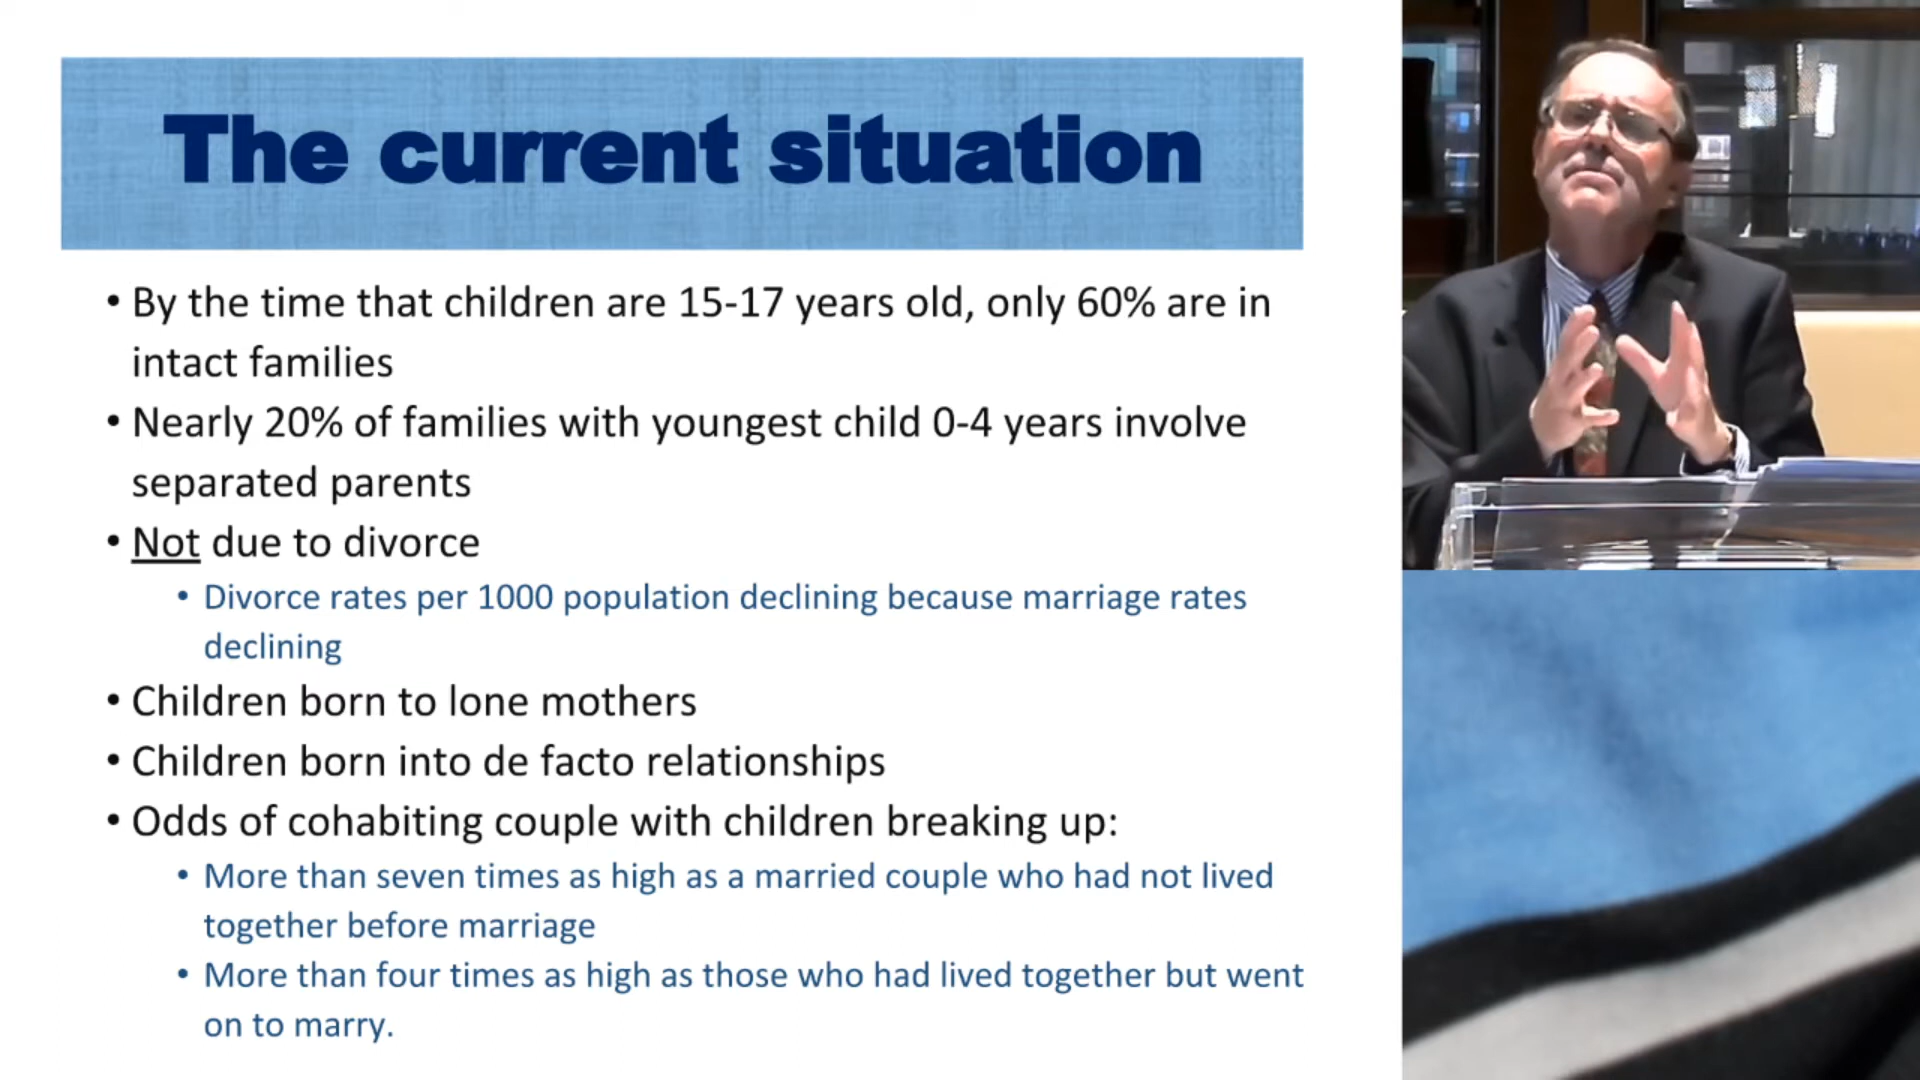 The current situation
• By the time that children are 15-17 years old, only 60% are in
intact families
• Nearly 20% of families with youngest child 0-4 years involve
separated parents
• Not due to divorce
• Divorce rates per 1000 population declining because marriage rates
declining
• Children born to lone mothers
• Children born into de facto relationships
• Odds of cohabiting couple with children breaking up:
• More than seven times as high as a married couple who had not lived
together before marriage
• More than four times as high as those who had lived together but went
on to marry.